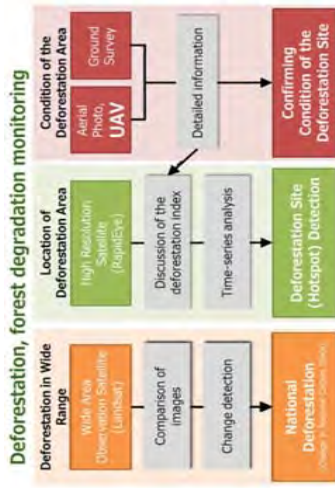 Deforestation, forest degradation monitoring
Deforestation in Wide
Range
Wide Area
Observation Satellite
(Landsat)
Comparison of
images
Change detection
National
Deforestation
Location of
Deforestation Area
High Resolution
Satellite
(RapidEye)
Discussion of the
deforestation index
Time-series analysis
Deforestation Site
(Hotspot) Detection
Condition of the
Deforestation Area
Aerial
Photo,
UAV
Ground
Survey
Detailed information
Confirming
Condition of the
Deforestation Site